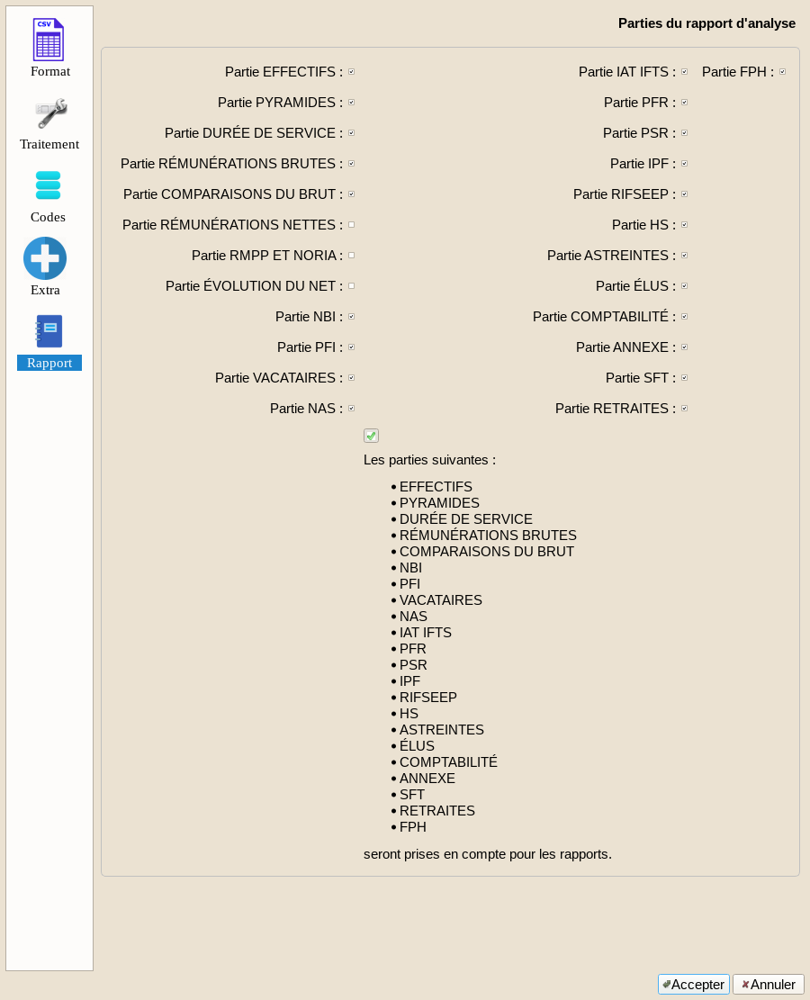 Parties du rapport d'analyse
CSV
Format
Traitement
Codes
Extra
Rapport
Partie EFFECTIFS :
Partie IAT IFTS :
Partie FPH :
Partie PYRAMIDES :
Partie PFR :
Partie DURÉE DE SERVICE :
Partie PSR :
Partie RÉMUNÉRATIONS BRUTES :
Partie IPF :
Partie COMPARAISONS DU BRUT :
Partie RIFSEEP :
Partie RÉMUNÉRATIONS NETTES :
Partie HS :
Partie RMPP ET NORIA :
Partie ASTREINTES :
Partie ÉVOLUTION DU NET :
Partie ÉLUS :
Partie NBI :
Partie COMPTABILITÉ :
Partie PFI :
Partie ANNEXE :
Partie VACATAIRES :
Partie SFT :
Partie NAS :
Partie RETRAITES :
Les parties suivantes :
• EFFECTIFS
• PYRAMIDES
• DURÉE DE SERVICE
• RÉMUNÉRATIONS BRUTES
• COMPARAISONS DU BRUT
• NBI
• PFI
• VACATAIRES
• NAS
• IAT IFTS
• PFR
• PSR
• IPF
• RIFSEEP
• HS
• ASTREINTES
• ÉLUS
• COMPTABILITÉ
• ANNEXE
• SFT
• RETRAITES
• FPH
seront prises en compte pour les rapports.
Accepter
Annuler